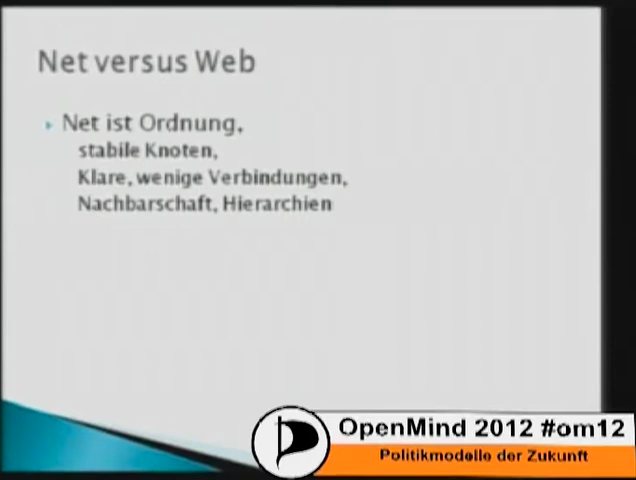 Net versus Web
Net ist Ordnung,
stabile Knoten,
Klare, wenige Verbindungen,
Nachbarschaft, Hierarchien
OpenMind 2012 #om12
Politikmodelle der Zukunft